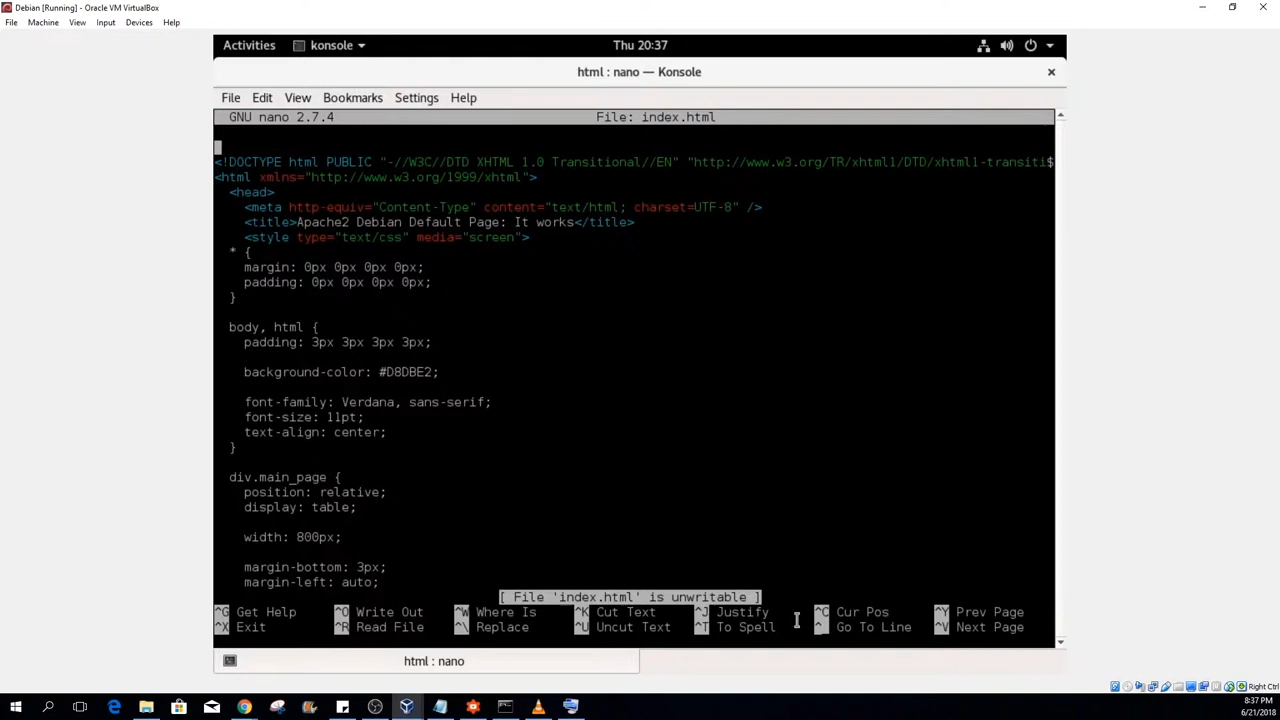 Debian [Running] - Oracle VM VirtualBox
File Machine View Input Devices Help
Activities konsole Thu 20:37
html : nano — Konsole
File Edit View Bookmarks Settings Help
GNU nano 2.7.4 File: index.html
<!DOCTYPE html PUBLIC "-//W3C//DTD XHTML 1.0 Transitional//EN" "http://www.w3.org/TR/xhtml1/DTD/xhtml1-transiti$
<html xmlns="http://www.w3.org/1999/xhtml">
<head>
<meta http-equiv="Content-Type" content="text/html; charset=UTF-8" />
<title>Apache2 Debian Default Page: It works</title>
<style type="text/css" media="screen">
* {
margin: 0px 0px 0px 0px;
padding: 0px 0px 0px 0px;
}
body, html {
padding: 3px 3px 3px 3px;
background-color: #D8DBE2;
font-family: Verdana, sans-serif;
font-size: 11pt;
text-align: center;
}
div.main_page {
position: relative;
display: table;
width: 800px;
margin-bottom: 3px;
margin-left: auto;
[ File 'index.html' is unwritable ]
^G Get Help ^O Write Out ^W Where Is ^K Cut Text ^J Justify ^C Cur Pos ^Y Prev Page
^X Exit ^R Read File ^\ Replace ^U Uncut Text ^T To Spell ^_ Go To Line ^V Next Page
html : nano
Right Ctrl
8:37 PM
6/21/2018